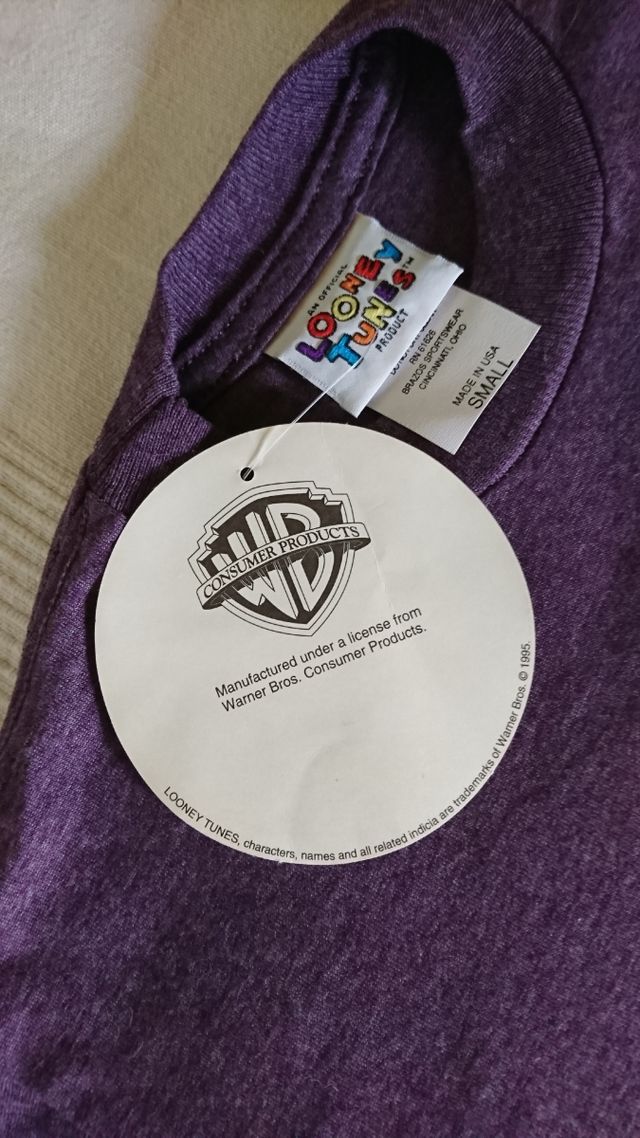 AN OFFICIAL
LOONEY
TUNES™
PRODUCT
RN 61626
BRAZOS SPORTSWEAR
CINCINNATI, OHIO
MADE IN USA
SMALL
WB
CONSUMER PRODUCTS
Manufactured under a license from
Warner Bros. Consumer Products.
LOONEY TUNES, characters, names and all related indicia are trademarks of Warner Bros. © 1995.